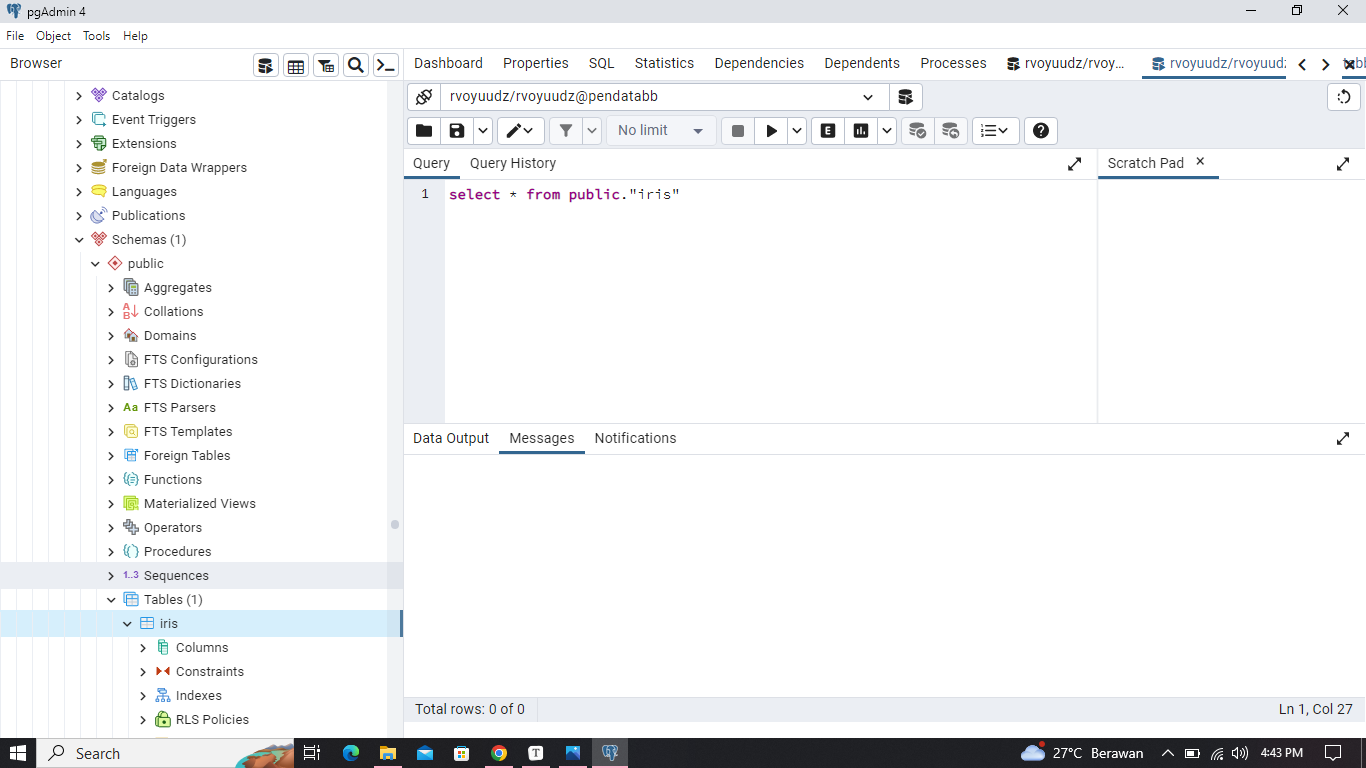 pgAdmin 4
File Object Tools Help
Browser
Dashboard Properties SQL Statistics Dependencies Dependents Processes rvoyuudz/rvoy... rvoyuudz/rvoyuudz
rvoyuudz/rvoyuudz@pendatabb
No limit
E
Query Query History
Scratch Pad
1 select * from public."iris"
Catalogs
Event Triggers
Extensions
Foreign Data Wrappers
Languages
Publications
Schemas (1)
public
Aggregates
Collations
Domains
FTS Configurations
FTS Dictionaries
Aa FTS Parsers
FTS Templates
Foreign Tables
Functions
Materialized Views
Operators
Procedures
1..3 Sequences
Tables (1)
iris
Columns
Constraints
Indexes
RLS Policies
Data Output Messages Notifications
Total rows: 0 of 0
Ln 1, Col 27
Search
T
27°C Berawan
4:43 PM